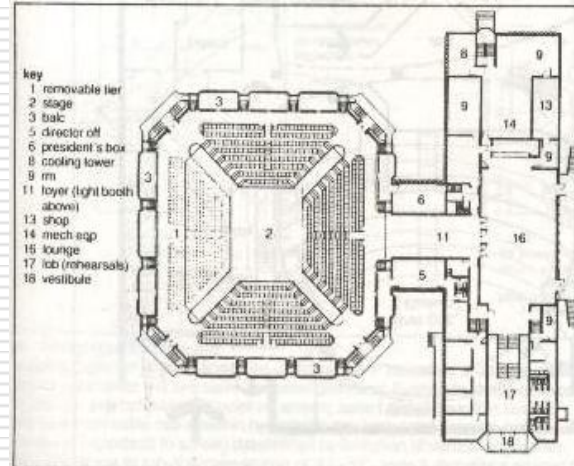 key
1 removable tier
2 stage
3 balc
5 director off
6 president's box
8 cooling tower
9 rm
11 foyer (light booth
above)
13 shop
14 mech eqp
16 lounge
17 lob (rehearsals)
18 vestibule
3
8
9
9
13
14
9
3
1
2
6
11
16
5
9
3
17
18